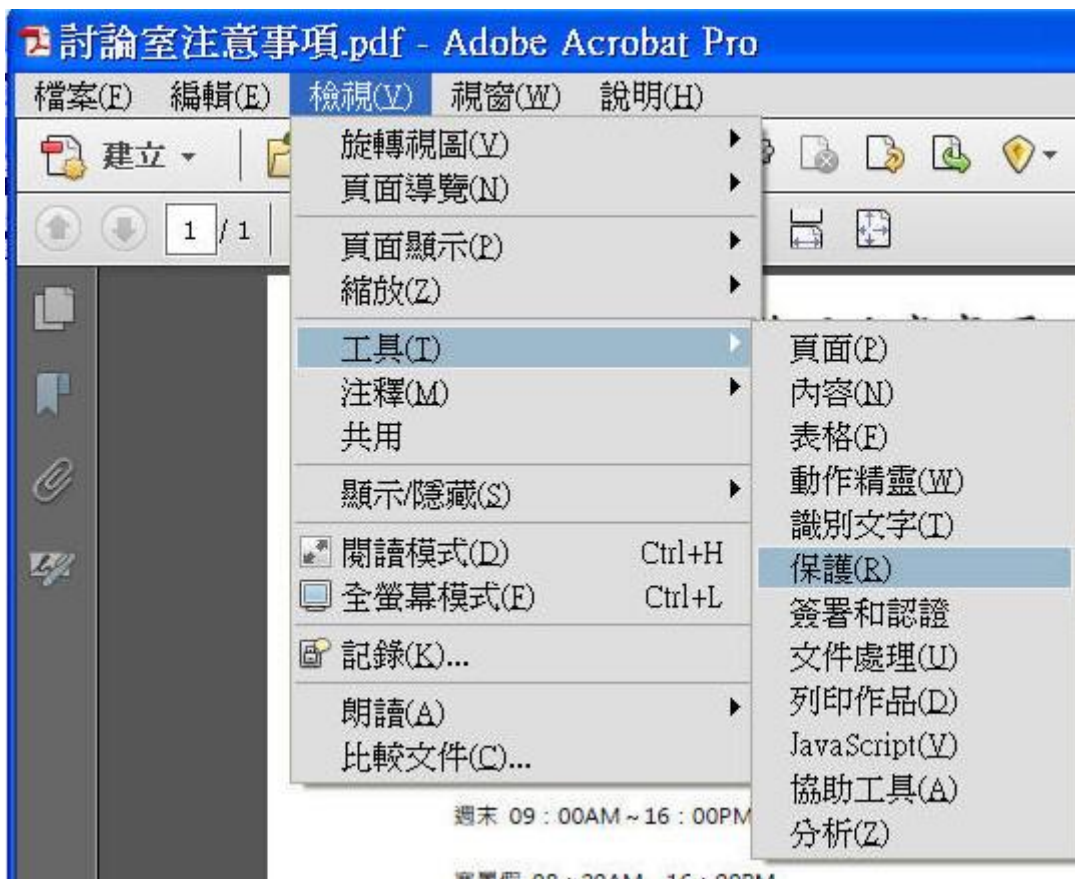 討論室注意事項.pdf - Adobe Acrobat Pro
檔案(F) 編輯(E) 檢視(V) 視窗(W) 說明(H)
建立
1 / 1
旋转視圖(V)
頁面導覽(N)
頁面顯示(P)
縮放(Z)
工具(T)
注釋(M)
共用
顯示/隱藏(S)
閱讀模式(D) Ctrl+H
全螢幕模式(F) Ctrl+L
記錄(K)...
朗讀(A)
比較文件(C)...
頁面(P)
內容(N)
表格(F)
動作精靈(W)
識別文字(T)
保護(R)
簽署和認證
文件處理(U)
列印作品(D)
JavaScript(V)
協助工具(A)
分析(Z)
週末 09：00AM~16：00PM